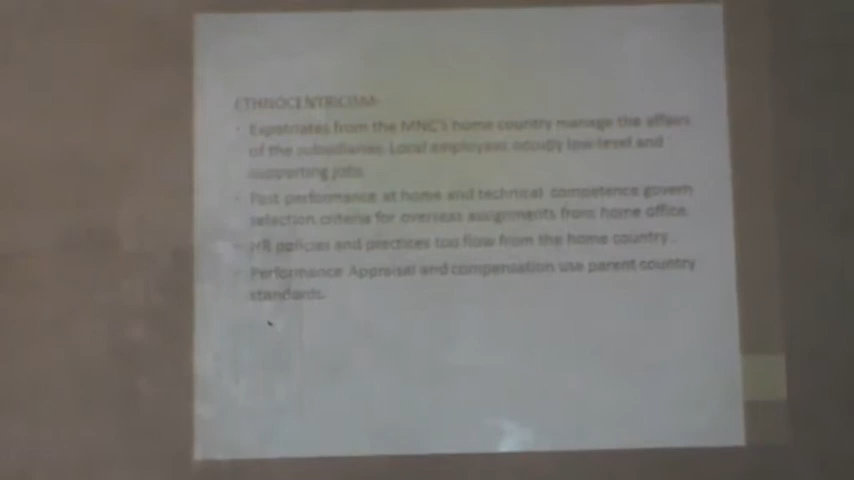 ETHNOCENTRICISM-
• Expatriates from the MNC's home country manage the affairs
of the subsidiaries. Local employees occupy low-level and
supporting jobs.
• Past performance at home and technical competence govern
selection criteria for overseas assignments from home office.
• HR policies and practices too flow from the home country.
• Performance Appraisal and compensation use parent country
standards.